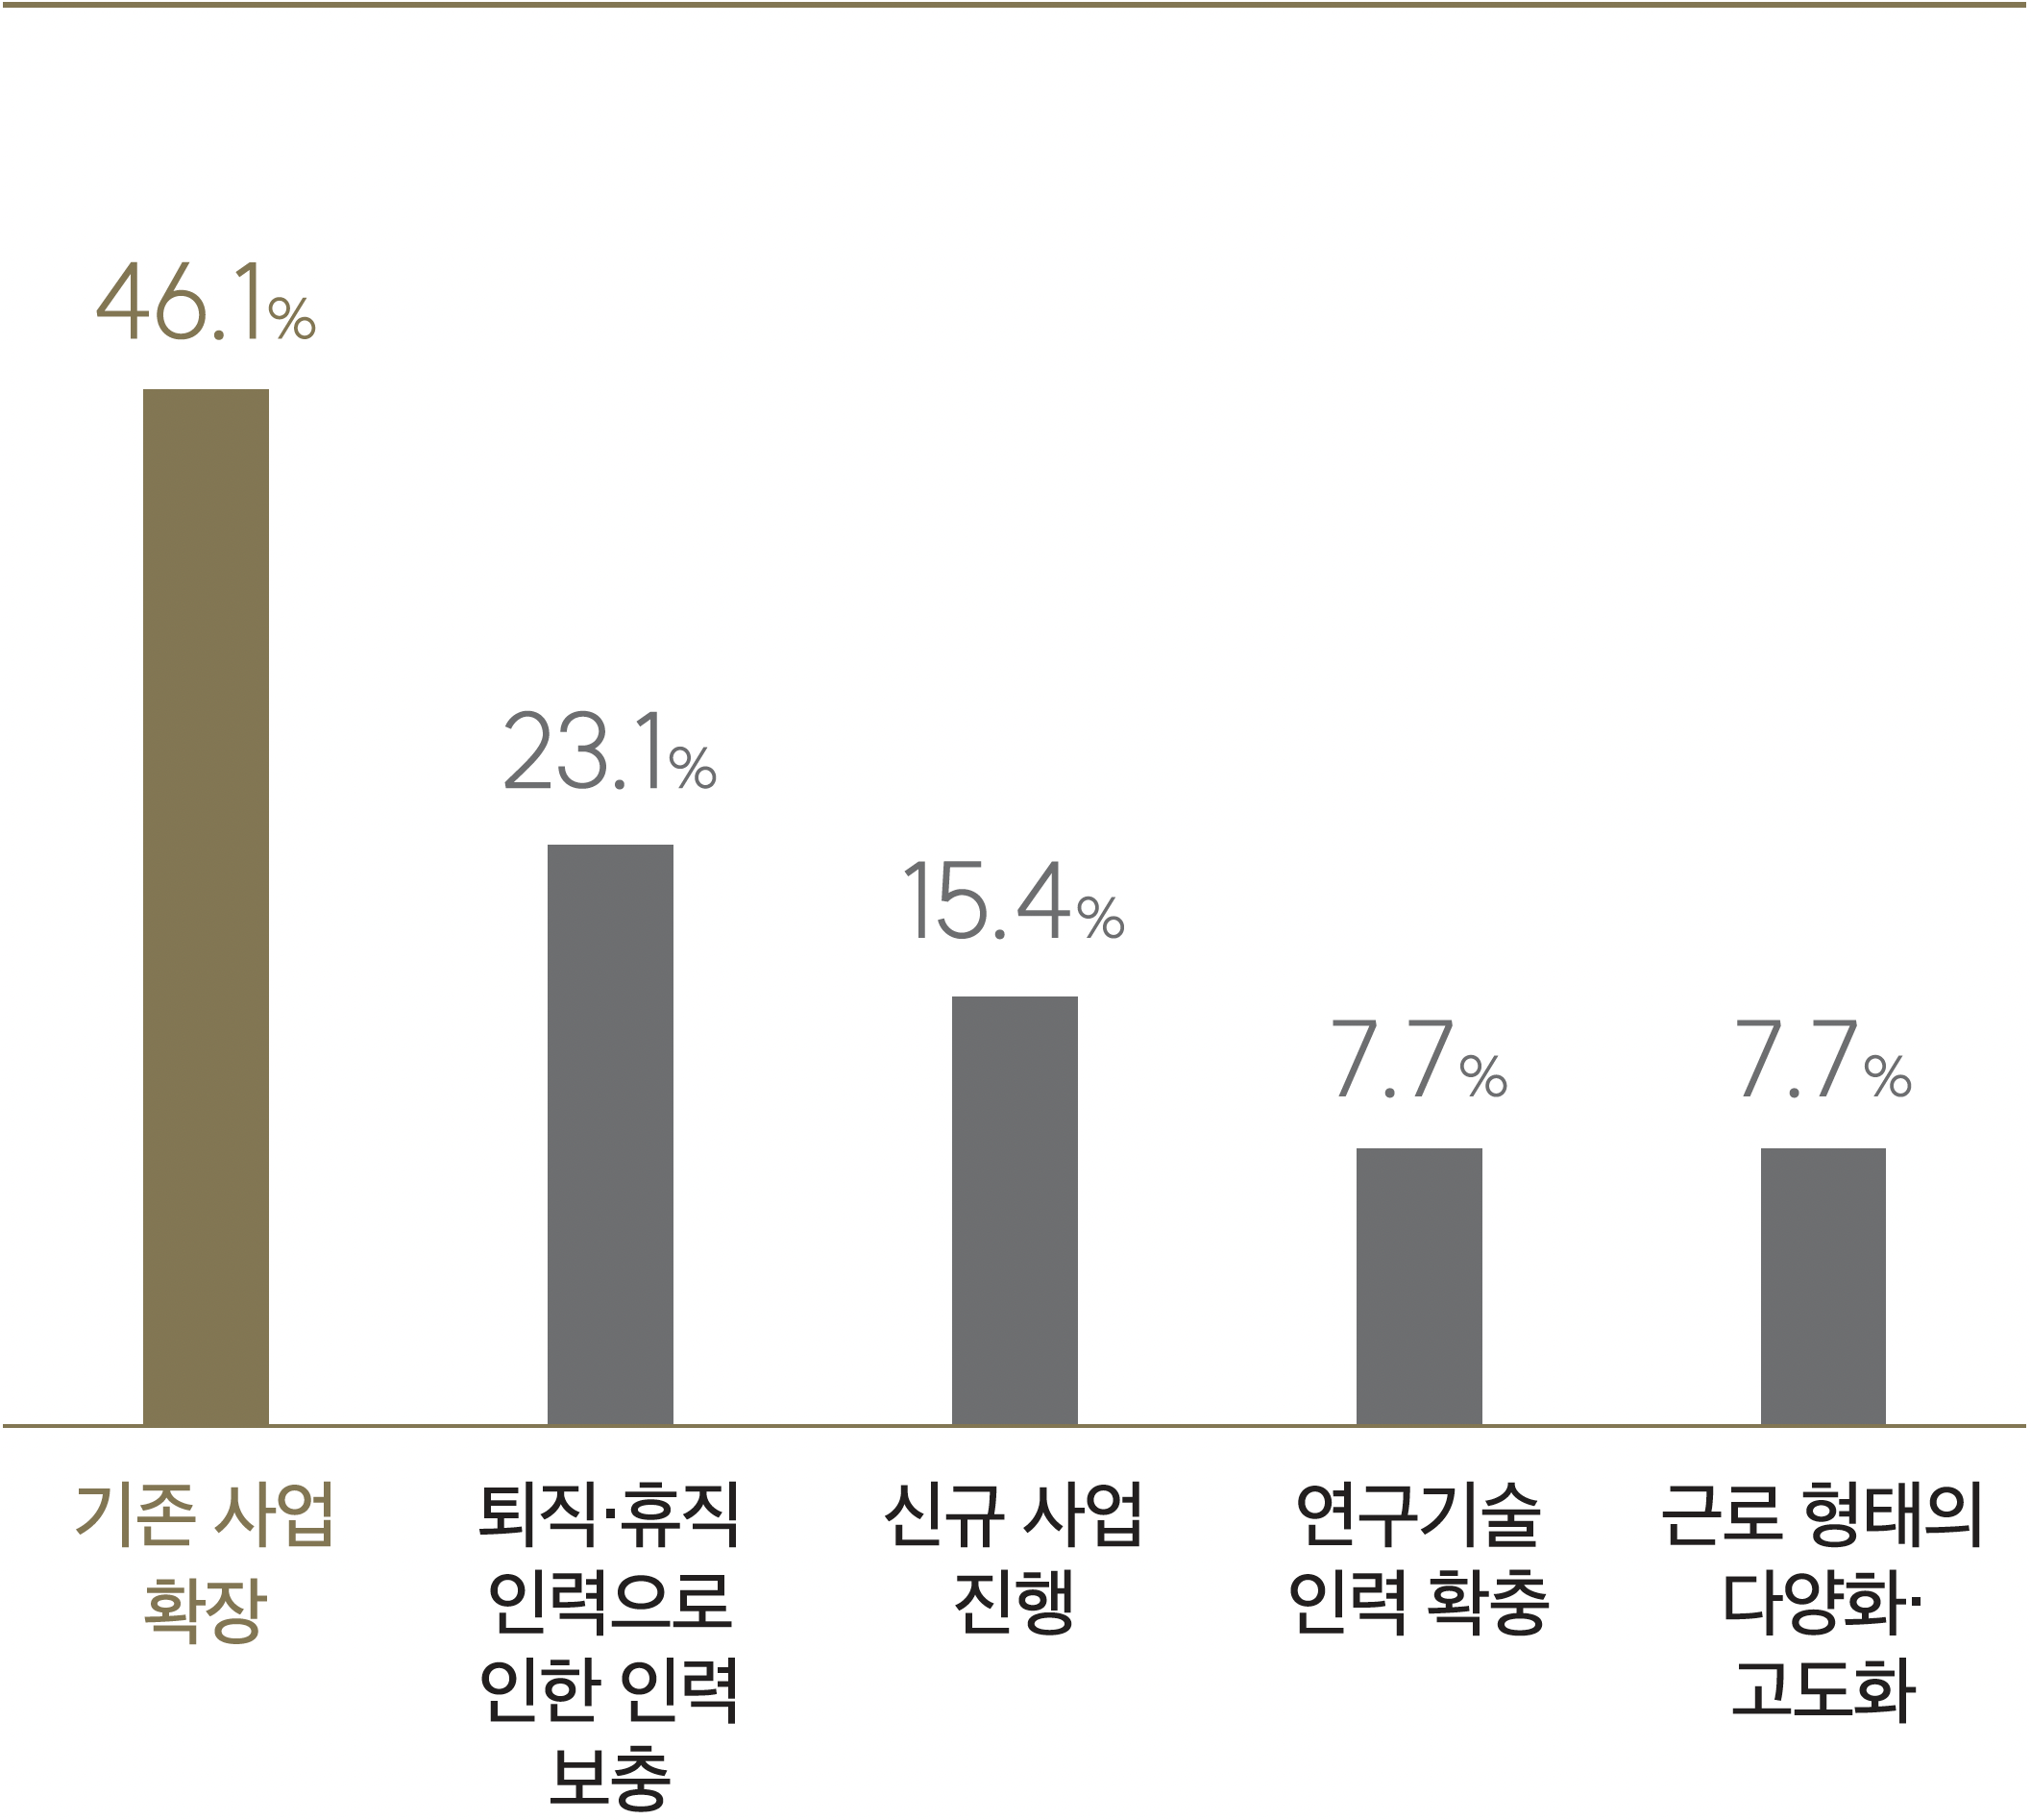 46.1%
23.1%
15.4%
7.7%
7.7%
기존 사업
확장
퇴직·휴직
인력으로
인한 인력
보충
신규 사업
진행
연구기술
인력 확충
근로 형태의
다양화·
고도화